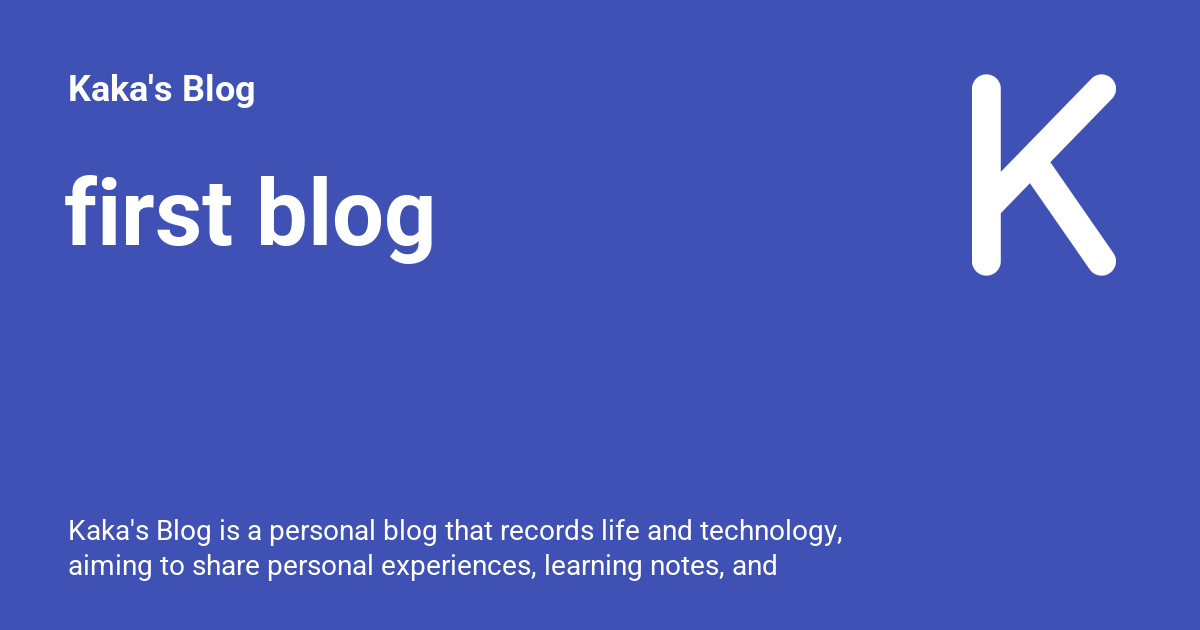 Kaka's Blog
K
first blog
Kaka's Blog is a personal blog that records life and technology,
aiming to share personal experiences, learning notes, and